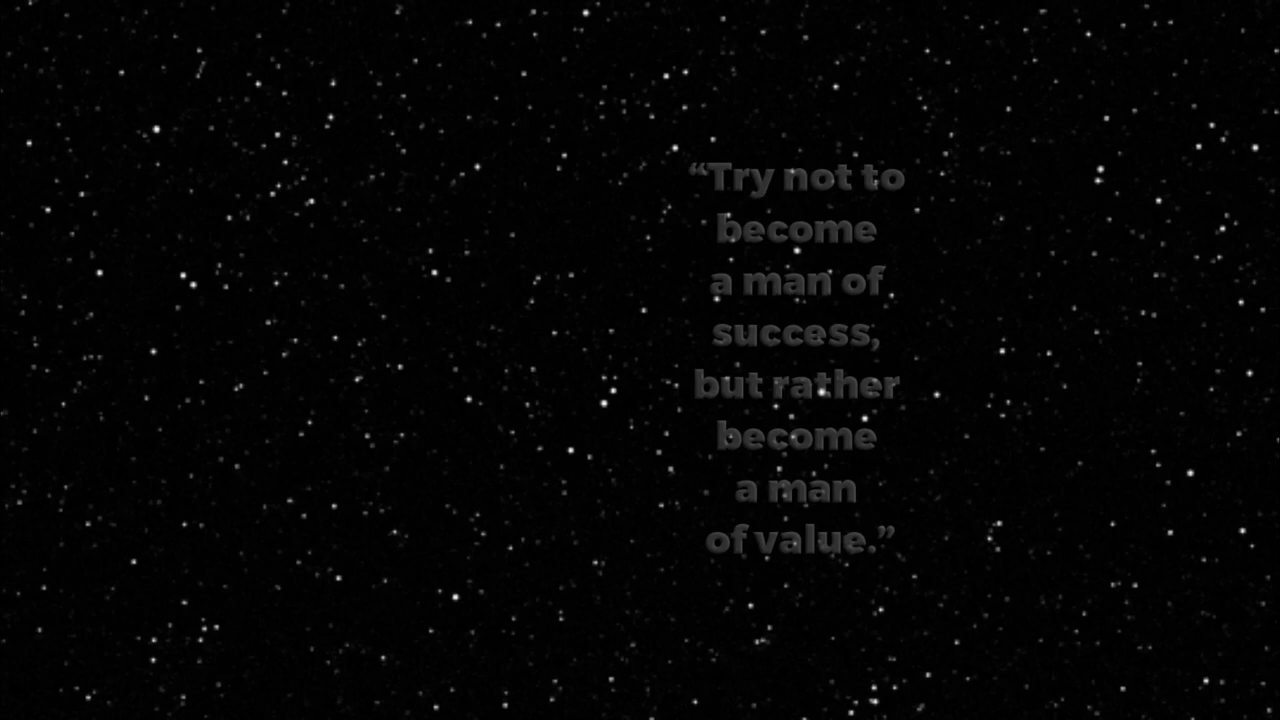 “Try not to
become
a man of
success,
but rather
become
a man
of value.”